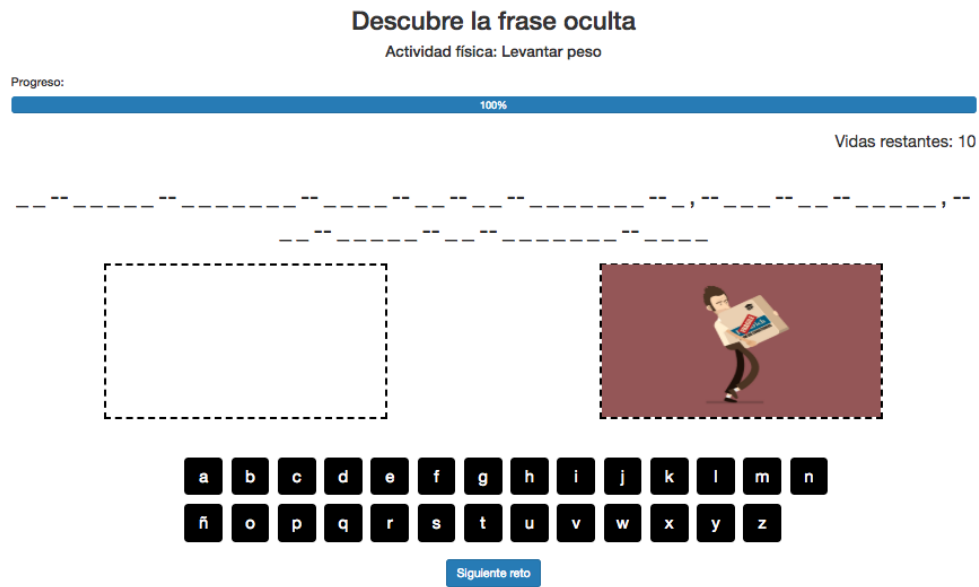 Descubre la frase oculta
Actividad física: Levantar peso
Progreso:
100%
Vidas restantes: 10
_ _ -- _ _ _ _ _ -- _ _ _ _ _ _ _ -- _ _ _ _ -- _ _ -- _ _ -- _ _ _ _ _ _ _ -- _ , -- _ _ _ -- _ _ -- _ _ _ _ _ , --
_ _ -- _ _ _ _ _ -- _ _ -- _ _ _ _ _ _ _ -- _ _ _ _
a b c d e f g h i j k l m n
ñ o p q r s t u v w x y z
Siguiente reto